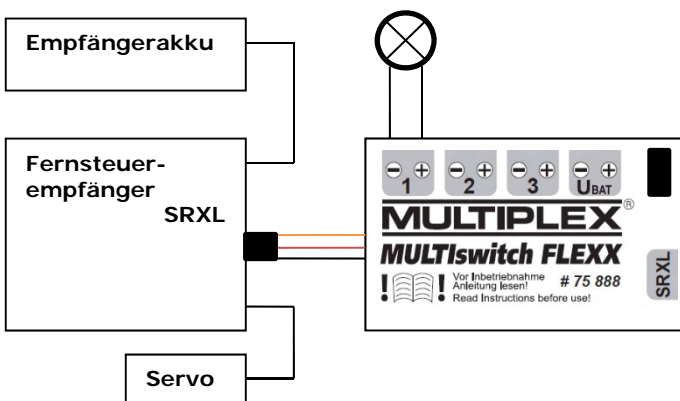 Empfängerakku
Fernsteuer-
empfänger
SRXL
Servo
- + - + - + - +
1 2 3 UBAT
MULTIPLEX®
MULTIswitch FLEXX
! ! Vor Inbetriebnahme
Anleitung lesen! # 75 888
Read Instructions before use!
SRXL